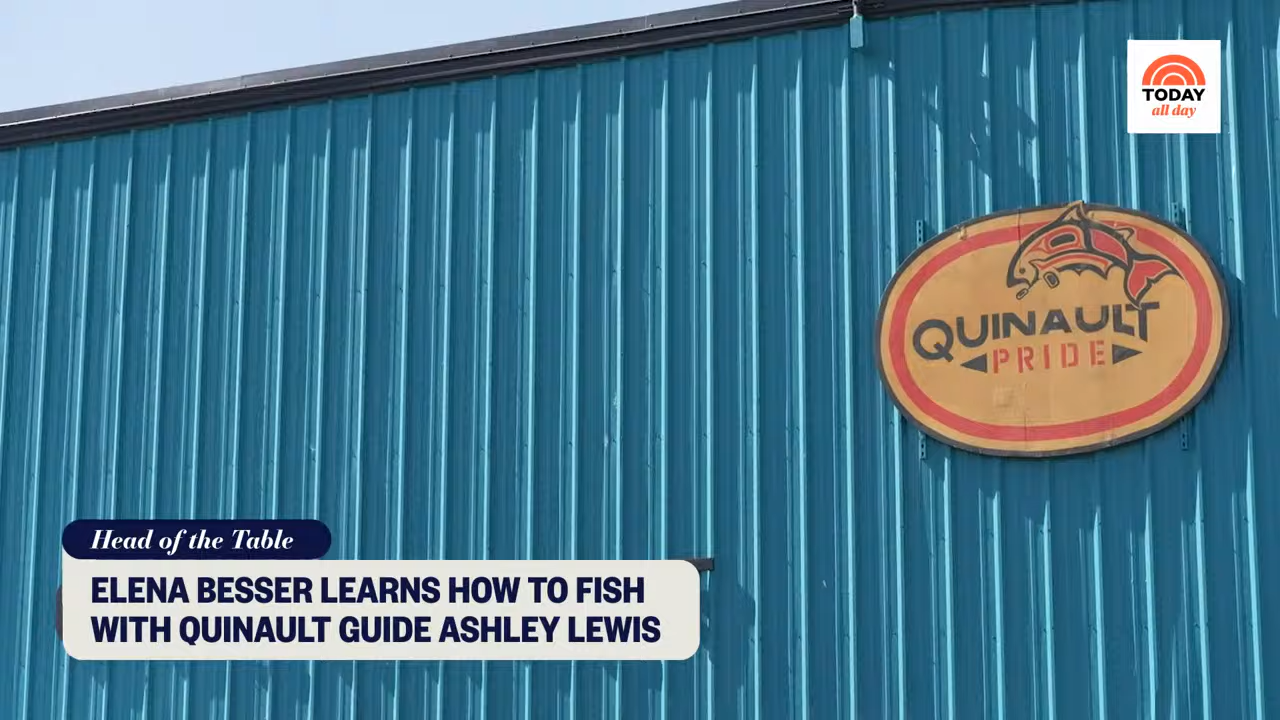 TODAY
all day
QUINAULT
PRIDE
Head of the Table
ELENA BESSER LEARNS HOW TO FISH
WITH QUINAULT GUIDE ASHLEY LEWIS